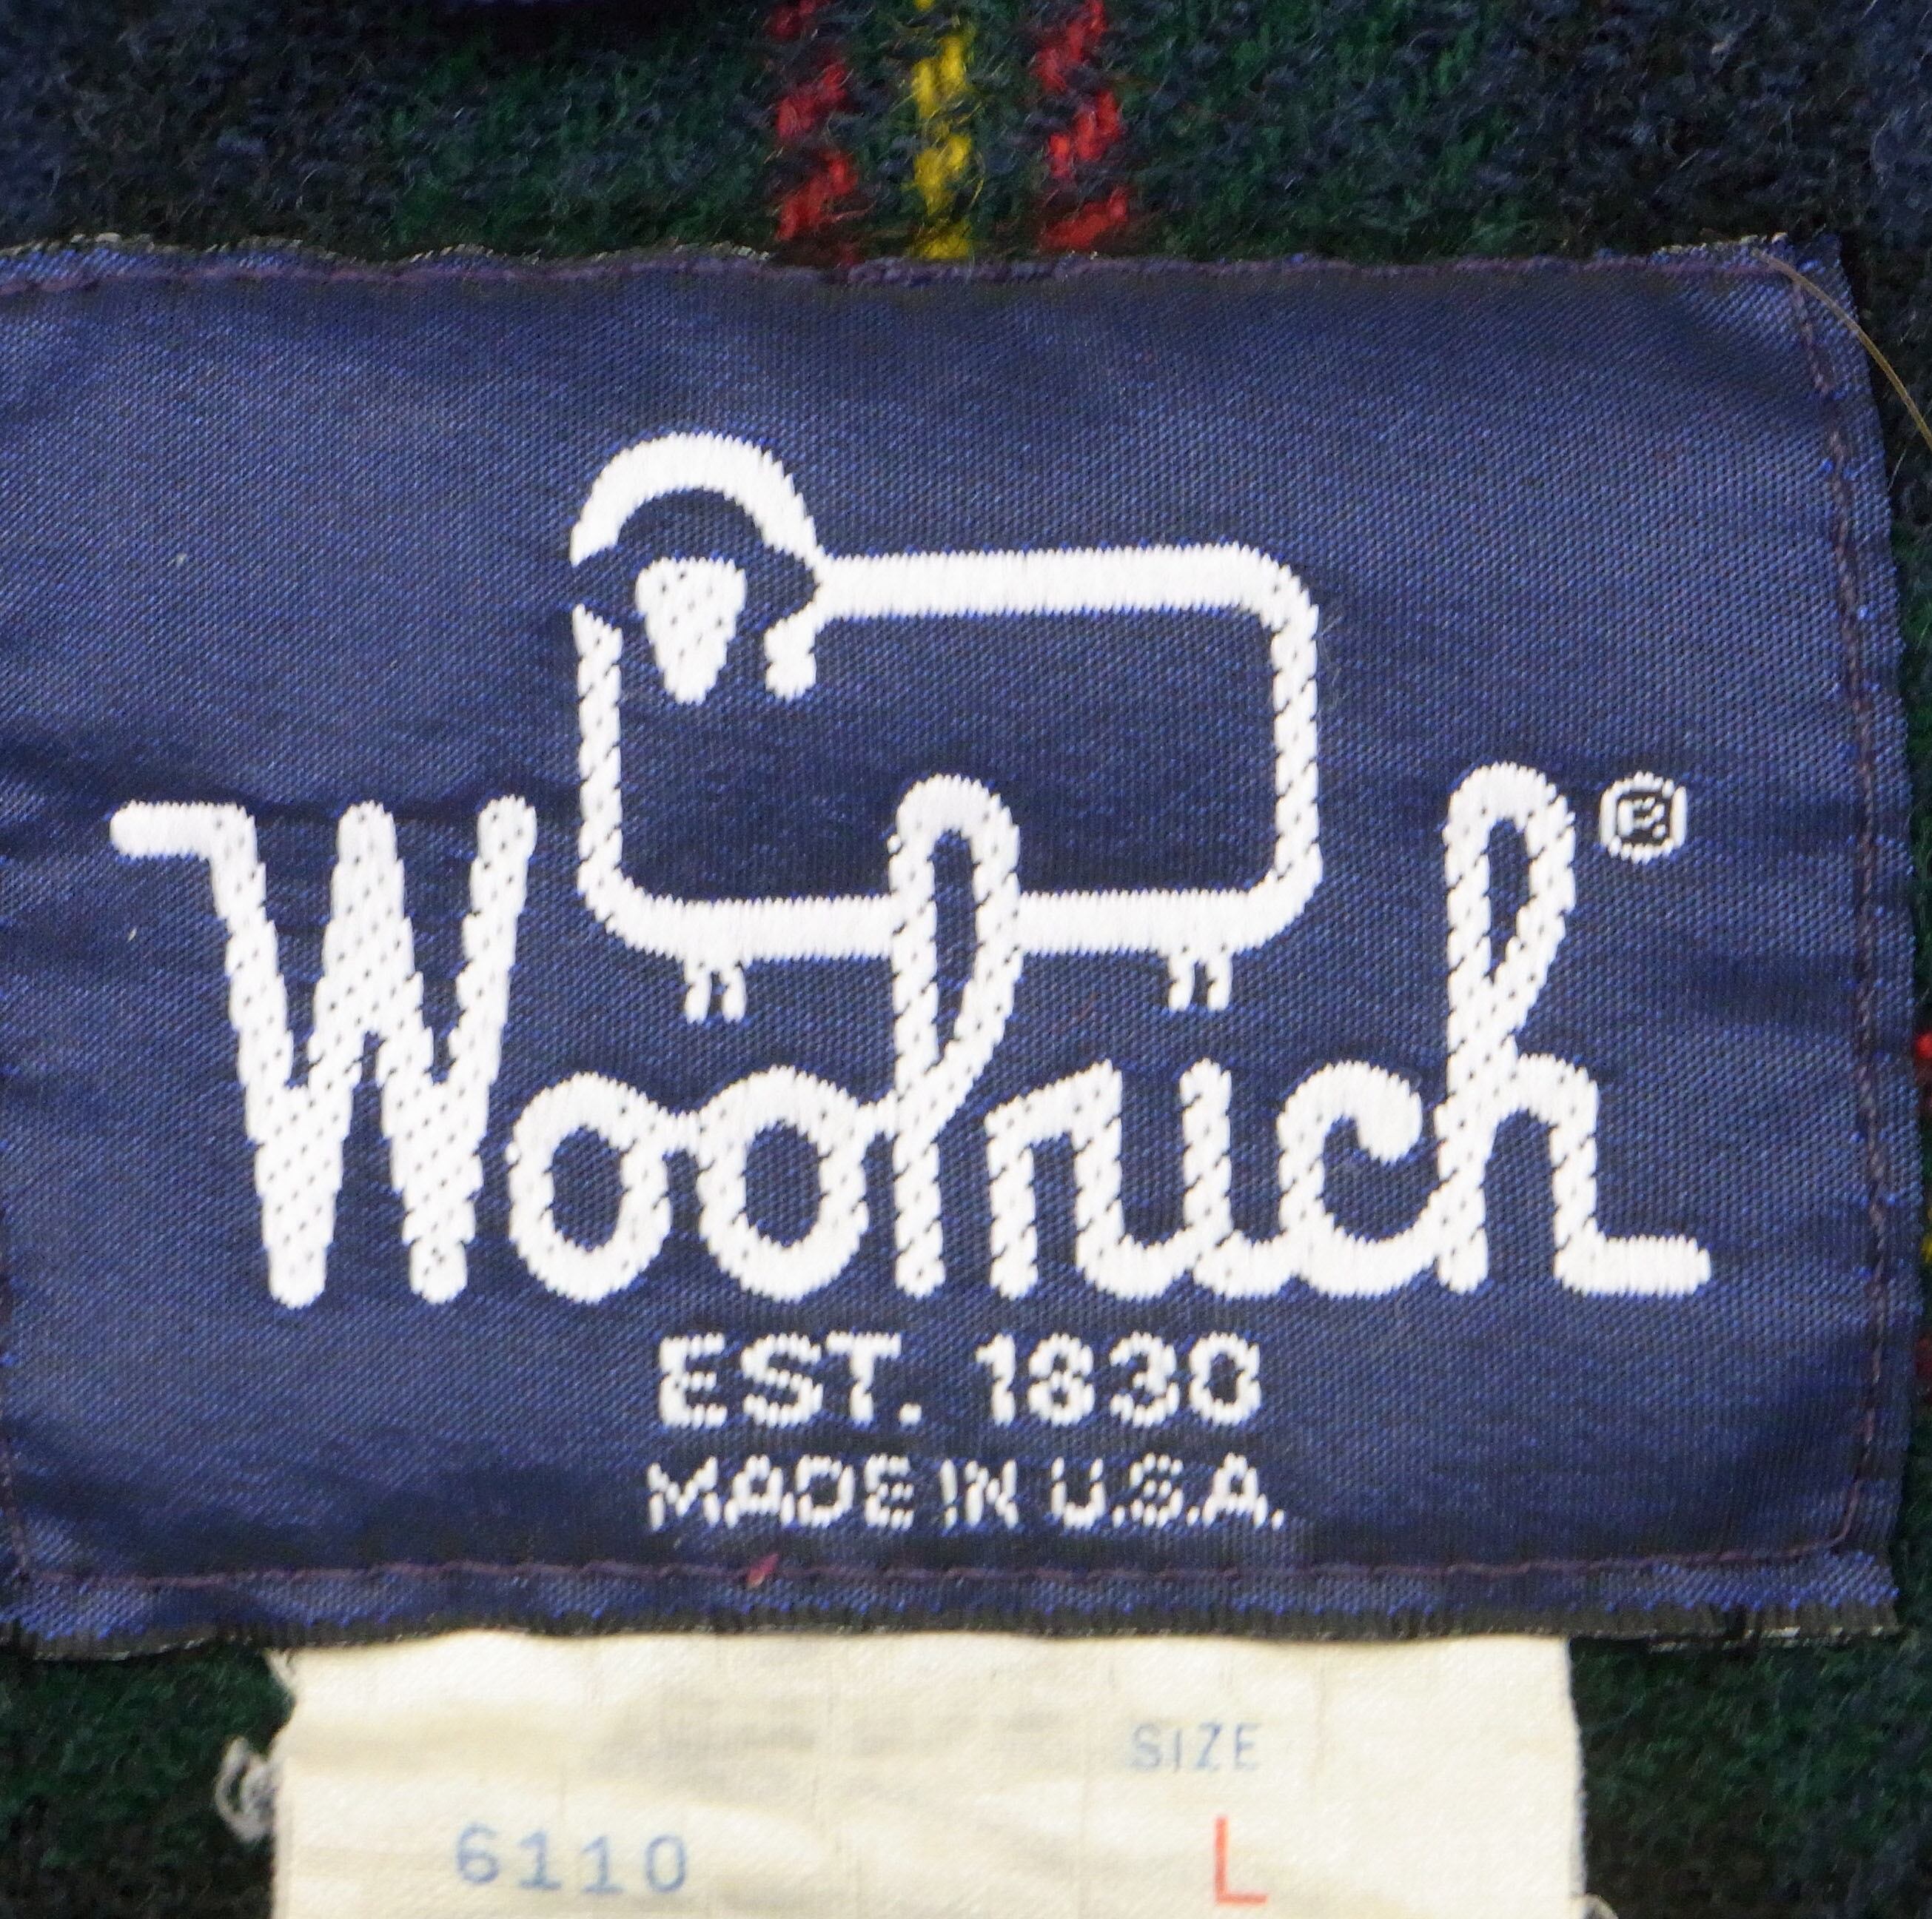 Woolrich®
EST. 1830
MADE IN U.S.A.
SIZE
6110 L